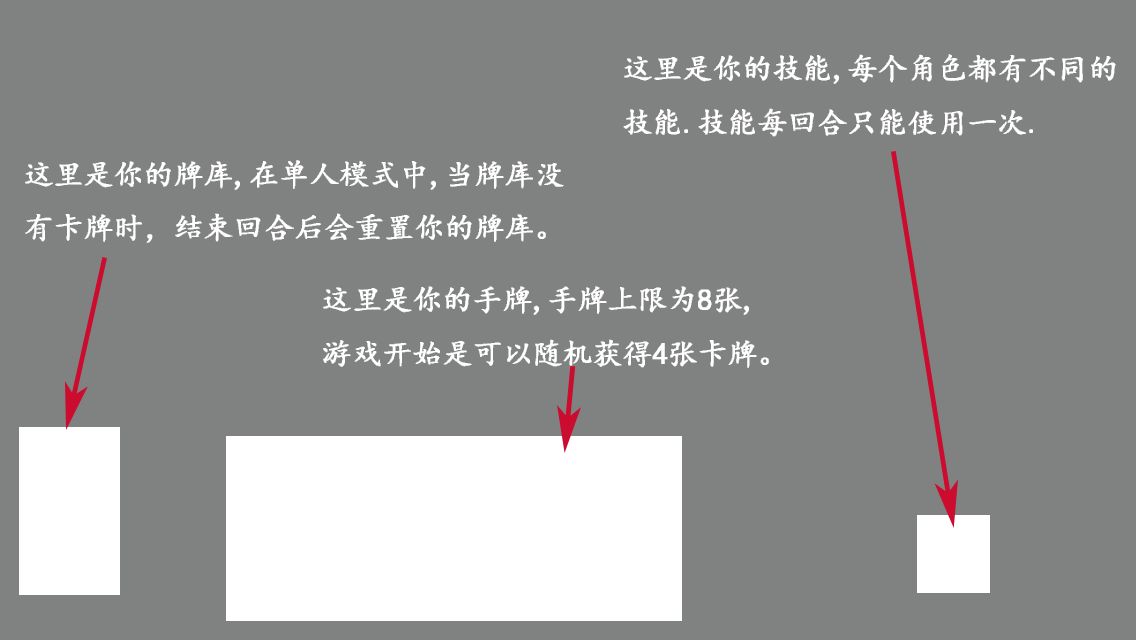 这里是你的技能,每个角色都有不同的
技能.技能每回合只能使用一次.
这里是你的牌库,在单人模式中,当牌库没
有卡牌时，结束回合后会重置你的牌库。
这里是你的手牌,手牌上限为8张,
游戏开始是可以随机获得4张卡牌。